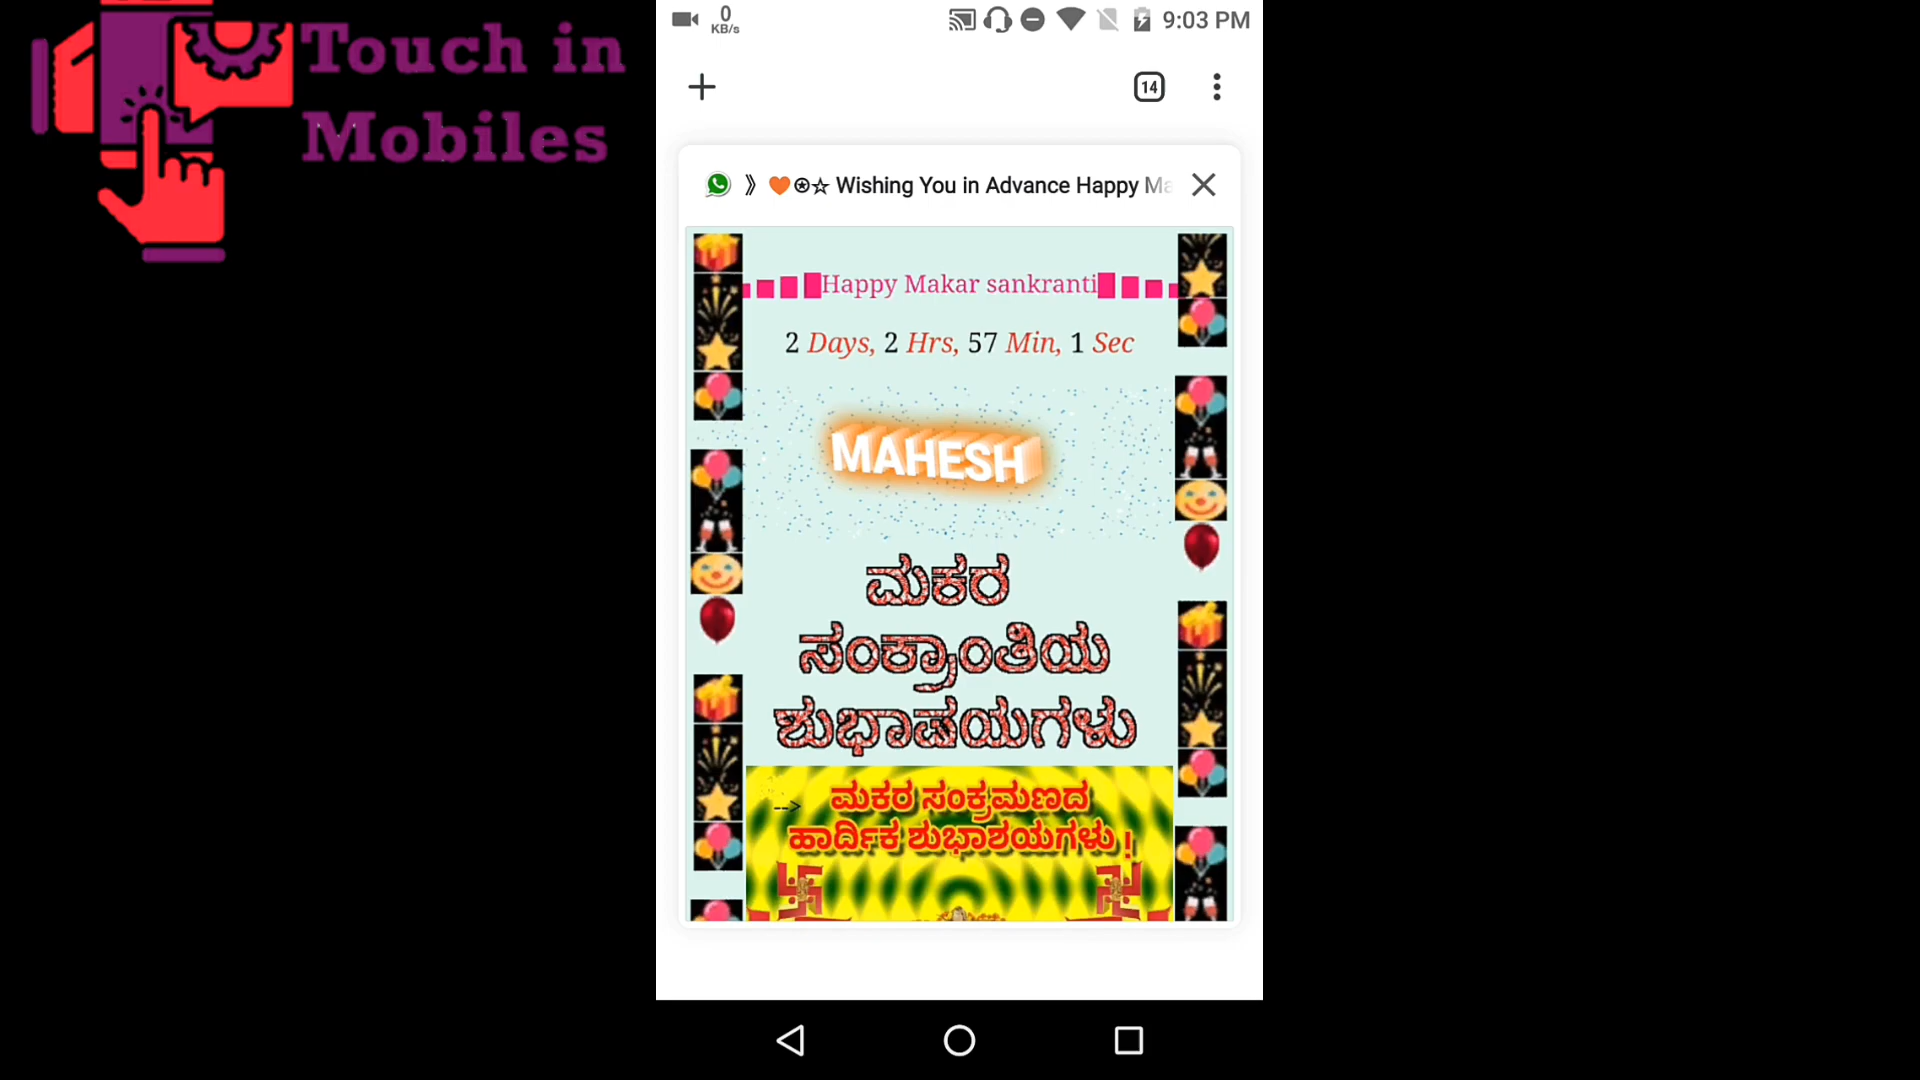 Touch in
Mobiles
0
KB/s
9:03 PM
14
》 🧡⍟☆ Wishing You in Advance Happy Ma
Happy Makar sankranti
2 Days, 2 Hrs, 57 Min, 1 Sec
MAHESH
ಮಕರ
ಸಂಕ್ರಾಂತಿಯ
ಶುಭಾಷಯಗಳು
-->
ಮಕರ ಸಂಕ್ರಮಣದ
ಹಾರ್ದಿಕ ಶುಭಾಶಯಗಳು !